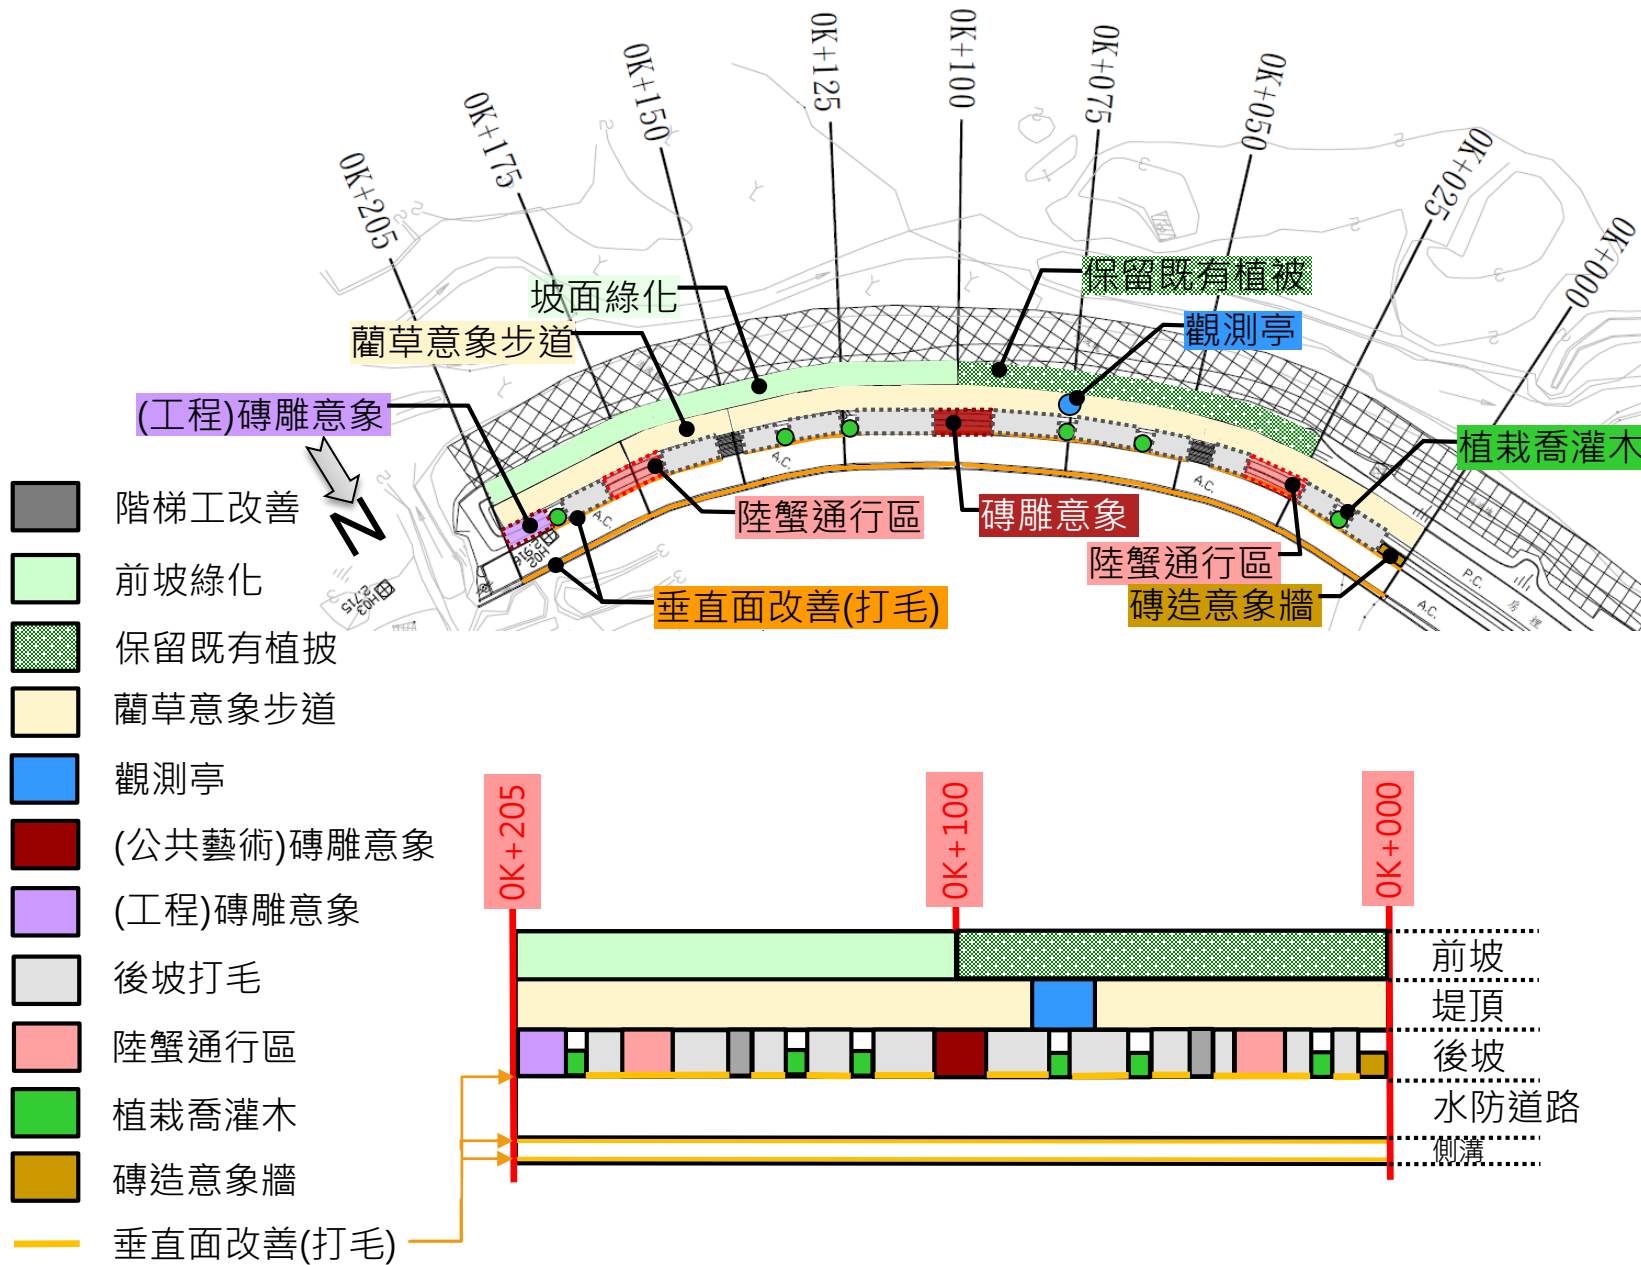 0K+205
0K+175
0K+150
0K+125
0K+100
0K+075
0K+050
0K+025
0K+000
保留既有植被
坡面綠化
觀測亭
藺草意象步道
(工程)磚雕意象
植栽喬灌木
陸蟹通行區
磚雕意象
陸蟹通行區
磚造意象牆
垂直面改善(打毛)
N
A.C.
A.C.
A.C.
A.C.
P.C.
H02
H03
2.715
房
裡
階梯工改善
前坡綠化
保留既有植披
藺草意象步道
觀測亭
(公共藝術)磚雕意象
(工程)磚雕意象
後坡打毛
陸蟹通行區
植栽喬灌木
磚造意象牆
垂直面改善(打毛)
0K+205
0K+100
0K+000
前坡
堤頂
後坡
水防道路
側溝